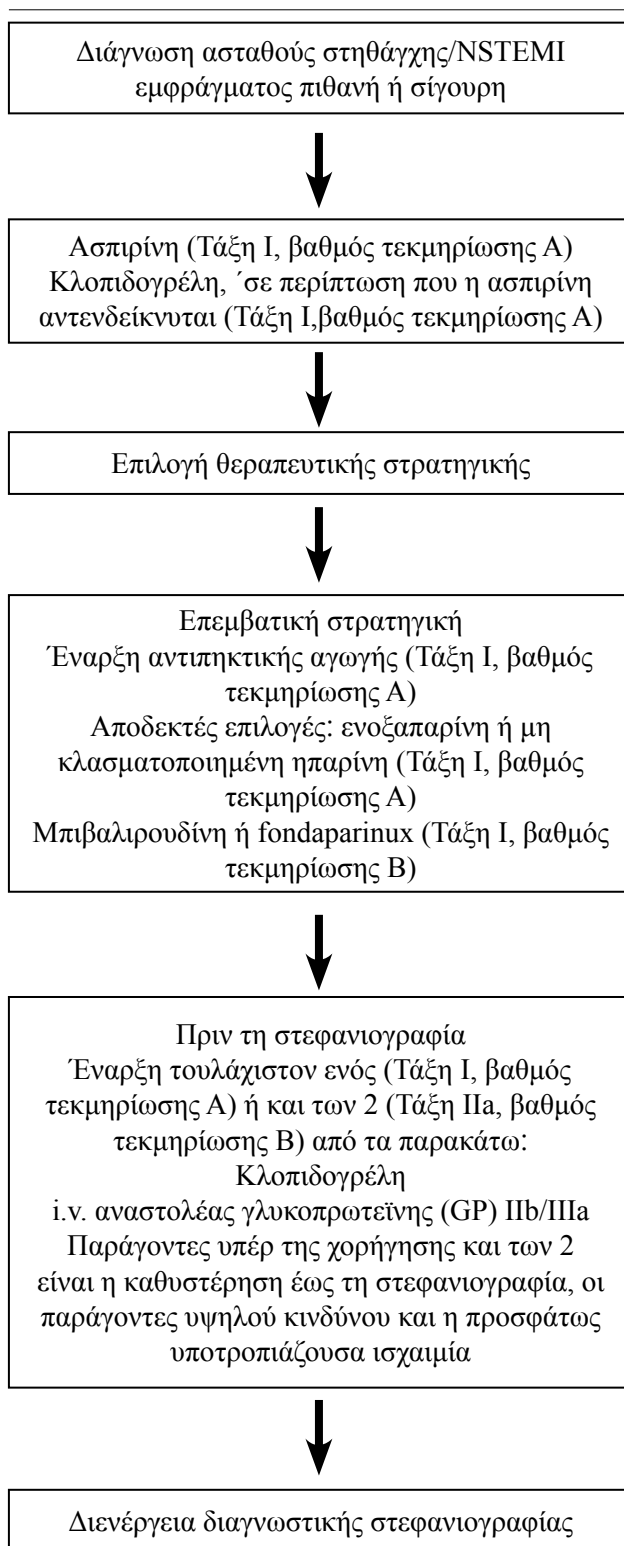 Διάγνωση ασταθούς στηθάγχης/NSTEMI
εμφράγματος πιθανή ή σίγουρη
Ασπιρίνη (Τάξη Ι, βαθμός τεκμηρίωσης Α)
Κλοπιδογρέλη, ΄σε περίπτωση που η ασπιρίνη
αντενδείκνυται (Τάξη Ι,βαθμός τεκμηρίωσης Α)
Επιλογή θεραπευτικής στρατηγικής
Επεμβατική στρατηγική
Έναρξη αντιπηκτικής αγωγής (Τάξη Ι, βαθμός
τεκμηρίωσης Α)
Αποδεκτές επιλογές: ενοξαπαρίνη ή μη
κλασματοποιημένη ηπαρίνη (Τάξη Ι, βαθμός
τεκμηρίωσης Α)
Μπιβαλιρουδίνη ή fondaparinux (Τάξη Ι, βαθμός
τεκμηρίωσης Β)
Πριν τη στεφανιογραφία
Έναρξη τουλάχιστον ενός (Τάξη Ι, βαθμός
τεκμηρίωσης Α) ή και των 2 (Τάξη ΙΙa, βαθμός
τεκμηρίωσης Β) από τα παρακάτω:
Κλοπιδογρέλη
i.v. αναστολέας γλυκοπρωτεϊνης (GP) IIb/IIIa
Παράγοντες υπέρ της χορήγησης και των 2
είναι η καθυστέρηση έως τη στεφανιογραφία, οι
παράγοντες υψηλού κινδύνου και η προσφάτως
υποτροπιάζουσα ισχαιμία
Διενέργεια διαγνωστικής στεφανιογραφίας